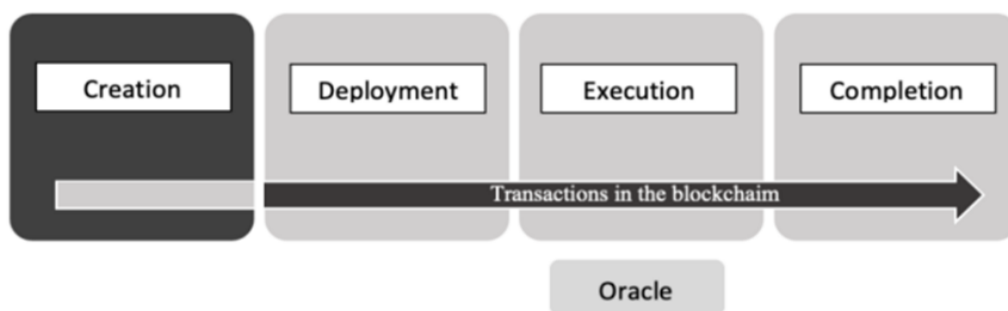 Creation
Deployment
Execution
Completion
Transactions in the blockchaim
Oracle